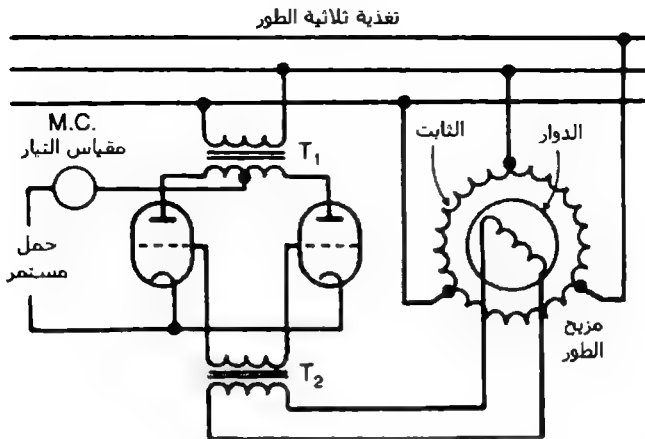 تغذية ثلاثية الطور
M.C.
مقياس التيار
T1
الثابت
الدوار
حمل
مستمر
مزيح
الطور
T2